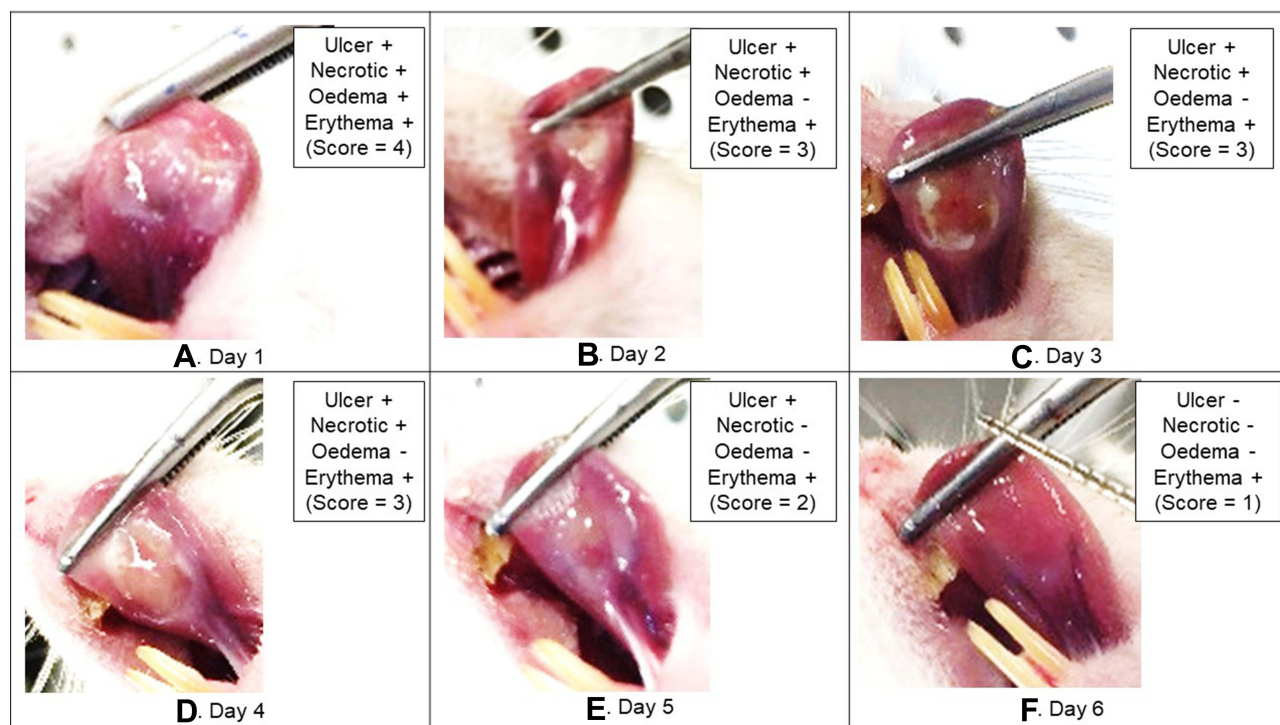 Ulcer +
Necrotic +
Oedema +
Erythema +
(Score = 4)
A. Day 1
Ulcer +
Necrotic +
Oedema -
Erythema +
(Score = 3)
B. Day 2
Ulcer +
Necrotic +
Oedema -
Erythema +
(Score = 3)
C. Day 3
Ulcer +
Necrotic +
Oedema -
Erythema +
(Score = 3)
D. Day 4
Ulcer +
Necrotic -
Oedema -
Erythema +
(Score = 2)
E. Day 5
Ulcer -
Necrotic -
Oedema -
Erythema +
(Score = 1)
F. Day 6